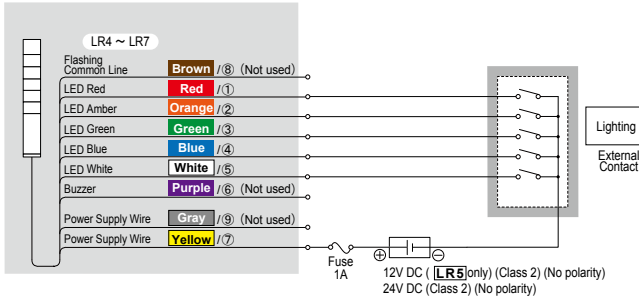 LR4 ~ LR7
Flashing
Common Line Brown /⑧ (Not used)
LED Red Red /①
LED Amber Orange /②
LED Green Green /③
LED Blue Blue /④
LED White White /⑤
Buzzer Purple /⑥ (Not used)
Power Supply Wire Gray /⑨ (Not used)
Power Supply Wire Yellow /⑦
Lighting
External
Contact
Fuse
1A
⊕ ⊖
12V DC ( LR5 only) (Class 2) (No polarity)
24V DC (Class 2) (No polarity)